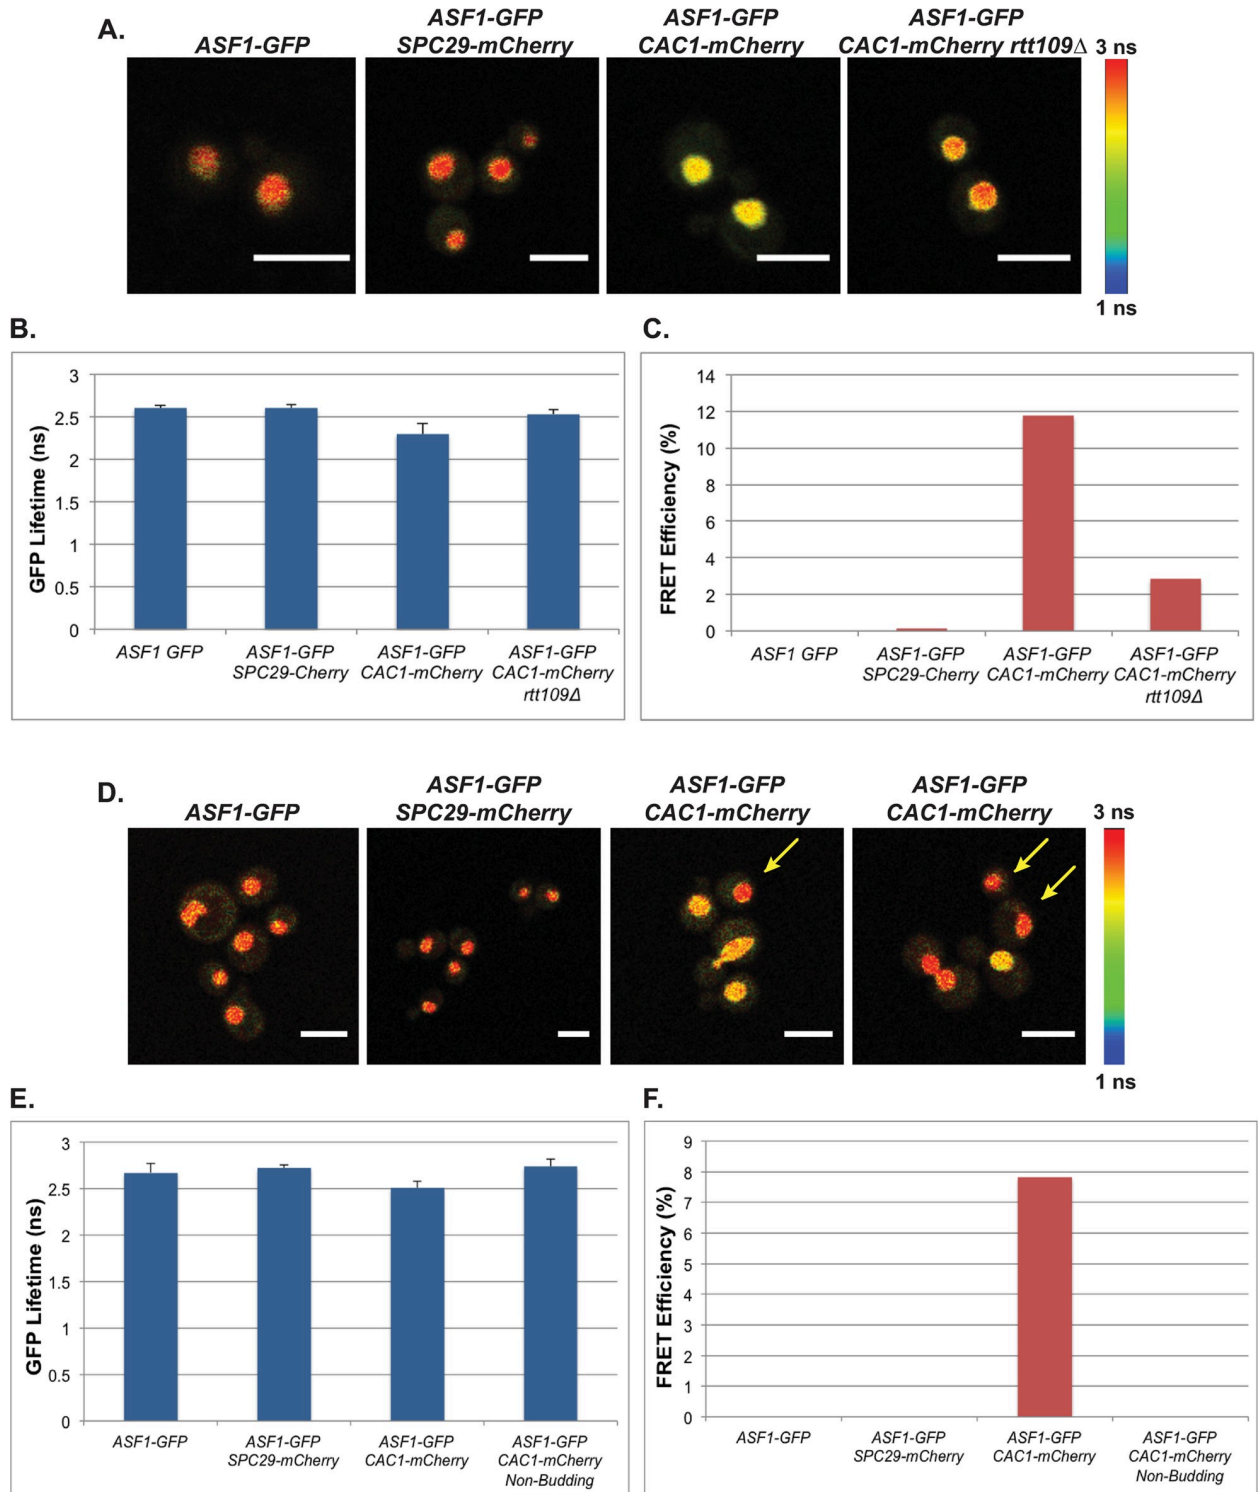 A.
ASF1-GFP
ASF1-GFP
SPC29-mCherry
ASF1-GFP
CAC1-mCherry
ASF1-GFP
CAC1-mCherry rtt109Δ
3 ns
1 ns
B.
GFP Lifetime (ns)
3
2.5
2
1.5
1
0.5
0
ASF1 GFP
ASF1-GFP
SPC29-Cherry
ASF1-GFP
CAC1-mCherry
ASF1-GFP
CAC1-mCherry
rtt109Δ
C.
FRET Efficiency (%)
14
12
10
8
6
4
2
0
ASF1 GFP
ASF1-GFP
SPC29-Cherry
ASF1-GFP
CAC1-mCherry
ASF1-GFP
CAC1-mCherry
rtt109Δ
D.
ASF1-GFP
ASF1-GFP
SPC29-mCherry
ASF1-GFP
CAC1-mCherry
ASF1-GFP
CAC1-mCherry
3 ns
1 ns
E.
GFP Lifetime (ns)
3
2.5
2
1.5
1
0.5
0
ASF1-GFP
ASF1-GFP
SPC29-mCherry
ASF1-GFP
CAC1-mCherry
ASF1-GFP
CAC1-mCherry
Non-Budding
F.
FRET Efficiency (%)
9
8
7
6
5
4
3
2
1
0
ASF1-GFP
ASF1-GFP
SPC29-mCherry
ASF1-GFP
CAC1-mCherry
ASF1-GFP
CAC1-mCherry
Non-Budding